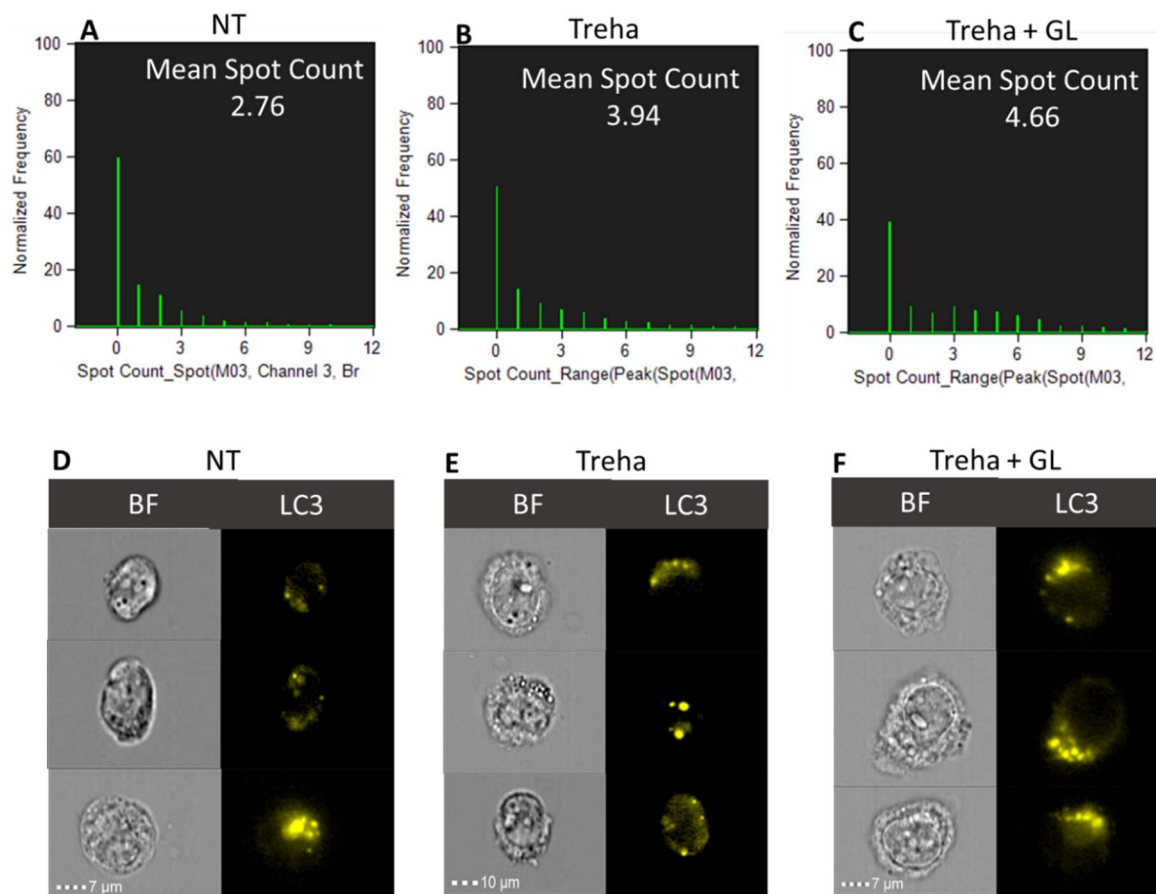 A NT
100
80
60
40
20
0
Normalized Frequency
Mean Spot Count
2.76
0 3 6 9 12
Spot Count_Spot(M03, Channel 3, Br
B Treha
100
80
60
40
20
0
Normalized Frequency
Mean Spot Count
3.94
0 3 6 9 12
Spot Count_Range(Peak(Spot(M03,
C Treha + GL
100
80
60
40
20
0
Normalized Frequency
Mean Spot Count
4.66
0 3 6 9 12
Spot Count_Range(Peak(Spot(M03,
D NT
BF LC3
7 μm
E Treha
BF LC3
10 μm
F Treha + GL
BF LC3
7 μm